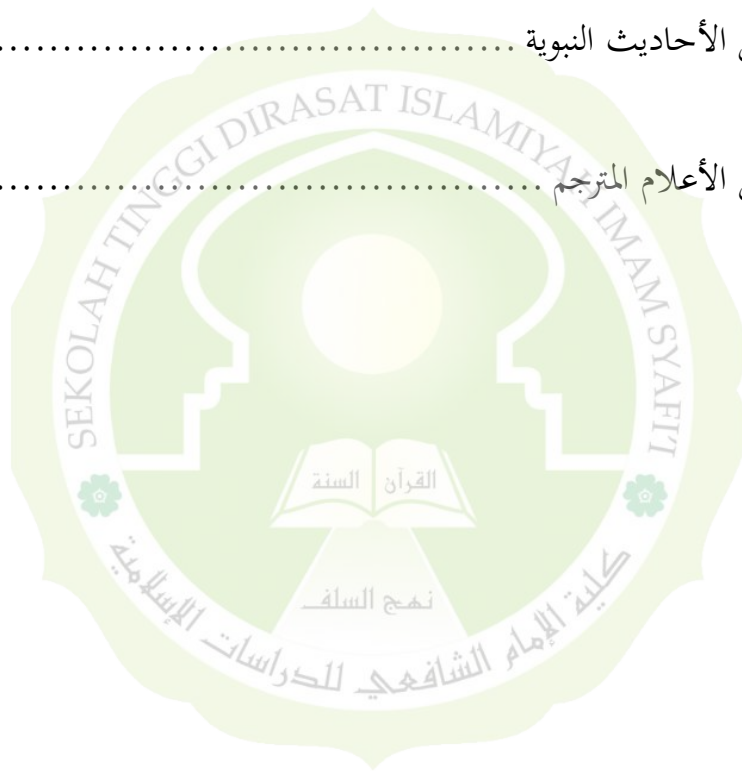 الأحاديث النبوية ........................................
الأعلام المترجم ........................................
SEKOLAH TINGGI DIRASAT ISLAMIYAH IMAM SYAFI'I
القرآن السنة
نهج السلف
كلية الإمام الشافعي للدراسات الإسلامية